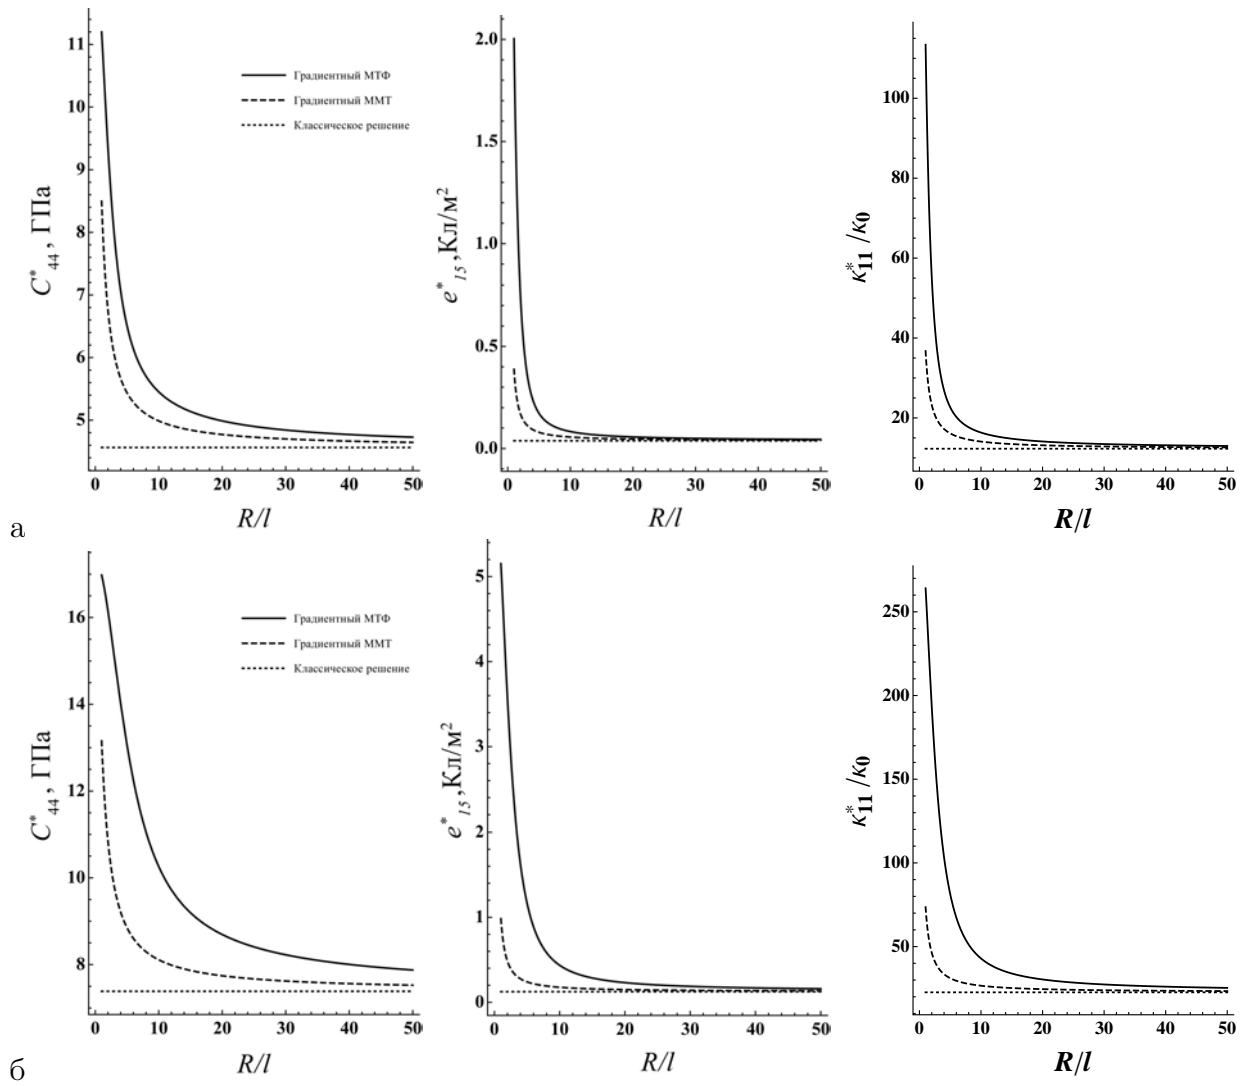 C*44, ГПа
11
10
9
8
7
6
5
0 10 20 30 40 50
R/l
Градиентный МТФ
Градиентный ММТ
Классическое решение
e*15,Кл/м²
2.0
1.5
1.0
0.5
0.0
0 10 20 30 40 50
R/l
κ*11/κ0
100
80
60
40
20
0 10 20 30 40 50
R/l
а
C*44, ГПа
16
14
12
10
8
0 10 20 30 40 50
R/l
Градиентный МТФ
Градиентный ММТ
Классическое решение
e*15,Кл/м²
5
4
3
2
1
0
0 10 20 30 40 50
R/l
κ*11/κ0
250
200
150
100
50
0 10 20 30 40 50
R/l
б